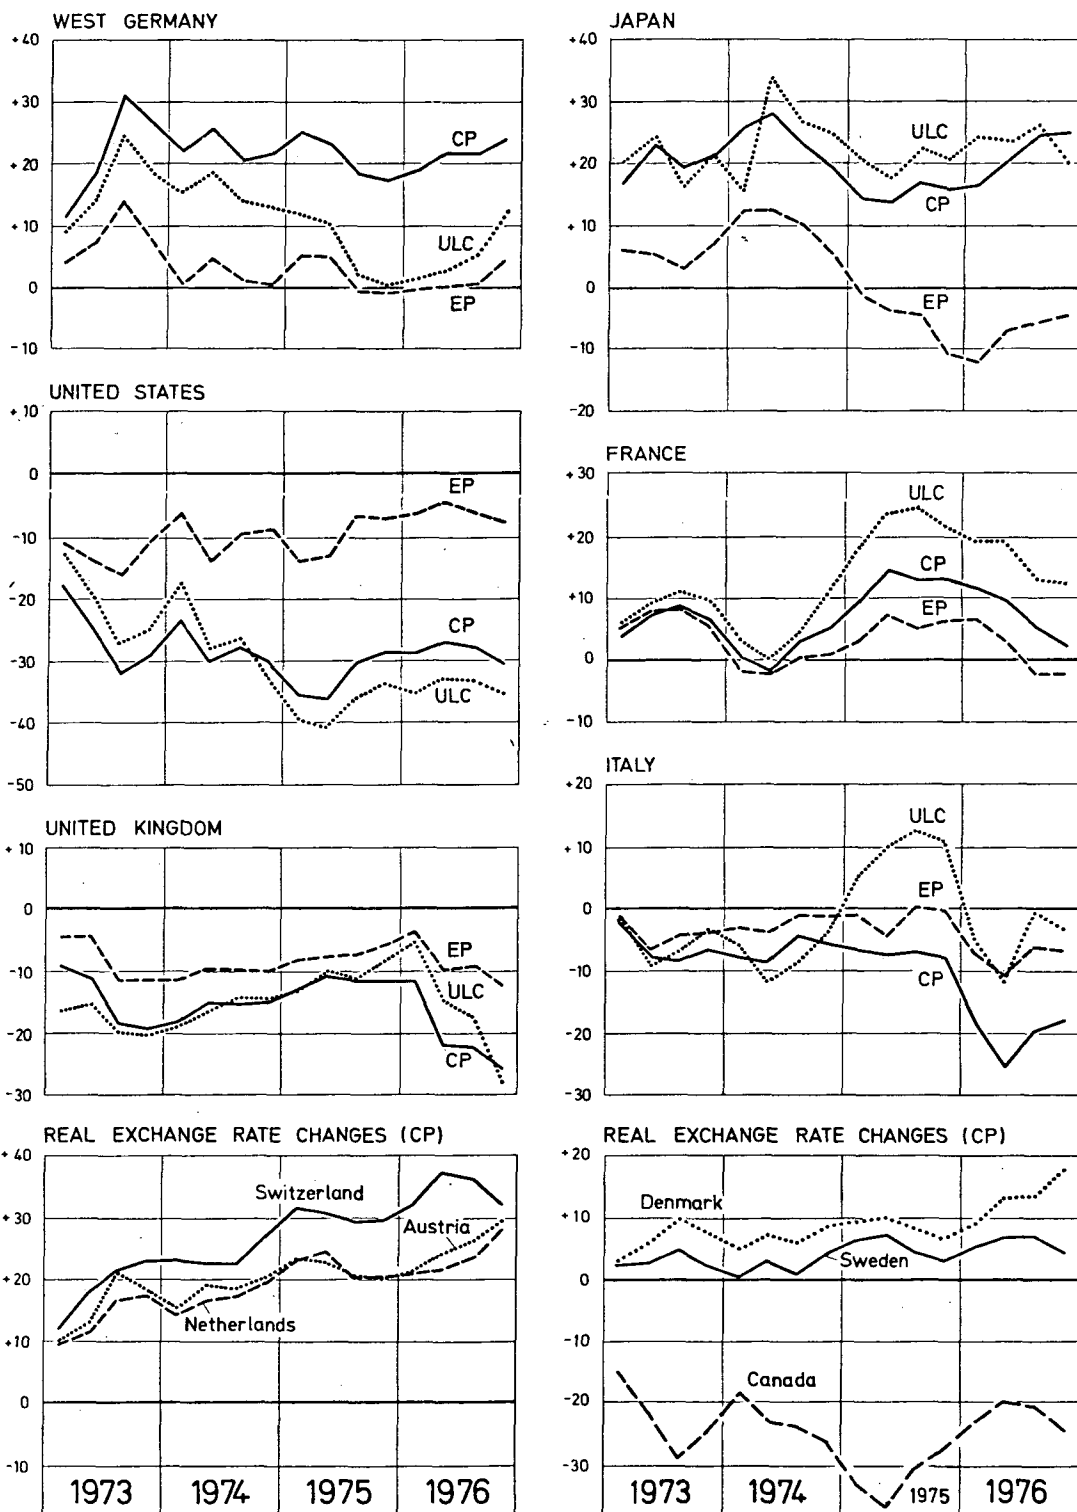 WEST GERMANY
+40
+30
+20
+10
0
-10
CP
ULC
EP
JAPAN
+40
+30
+20
+10
0
-10
-20
ULC
CP
EP
UNITED STATES
+10
0
-10
-20
-30
-40
-50
EP
CP
ULC
FRANCE
+30
+20
+10
0
-10
ULC
CP
EP
UNITED KINGDOM
+10
0
-10
-20
-30
EP
ULC
CP
ITALY
+20
+10
0
-10
-20
-30
ULC
EP
CP
REAL EXCHANGE RATE CHANGES (CP)
+40
+30
+20
+10
0
-10
Switzerland
Austria
Netherlands
1973 1974 1975 1976
REAL EXCHANGE RATE CHANGES (CP)
+20
+10
0
-10
-20
-30
Denmark
Sweden
Canada
1973 1974 1975 1976